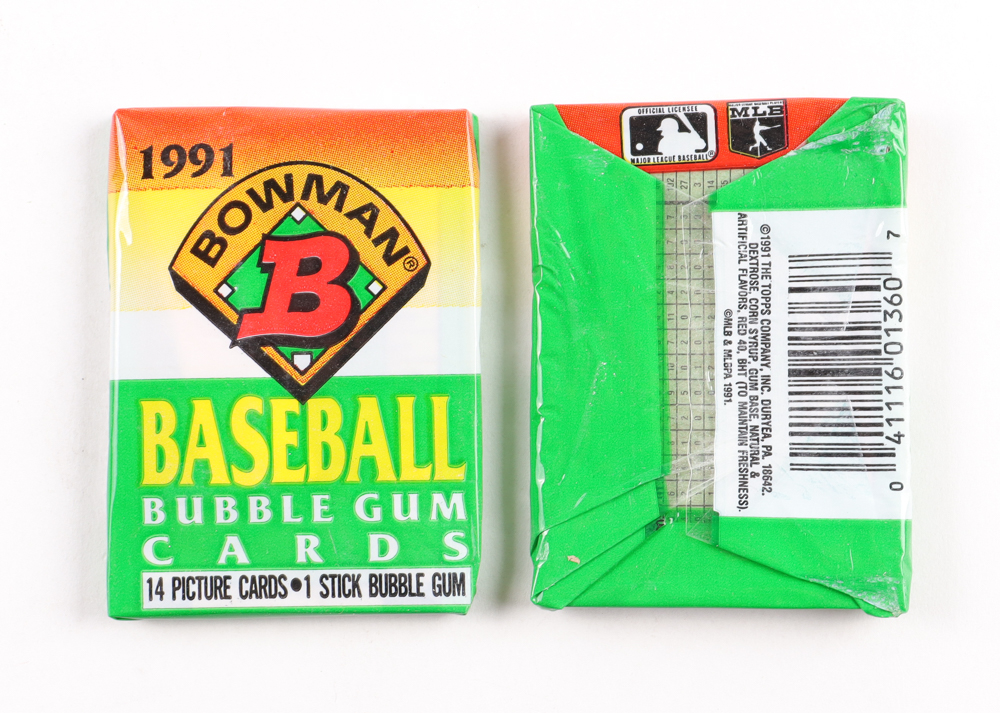 1991
BOWMAN®
B
BASEBALL
BUBBLE GUM
CARDS
14 PICTURE CARDS•1 STICK BUBBLE GUM
OFFICIAL LICENSEE
MAJOR LEAGUE BASEBALL®
MLB
©1991 THE TOPPS COMPANY, INC. DURYEA, PA 18642.
DEXTROSE, CORN SYRUP, GUM BASE, NATURAL &
ARTIFICIAL FLAVORS, RED 40, BHT (TO MAINTAIN FRESHNESS).
©MLB & MLBPA 1991.
0 41116 01360 7